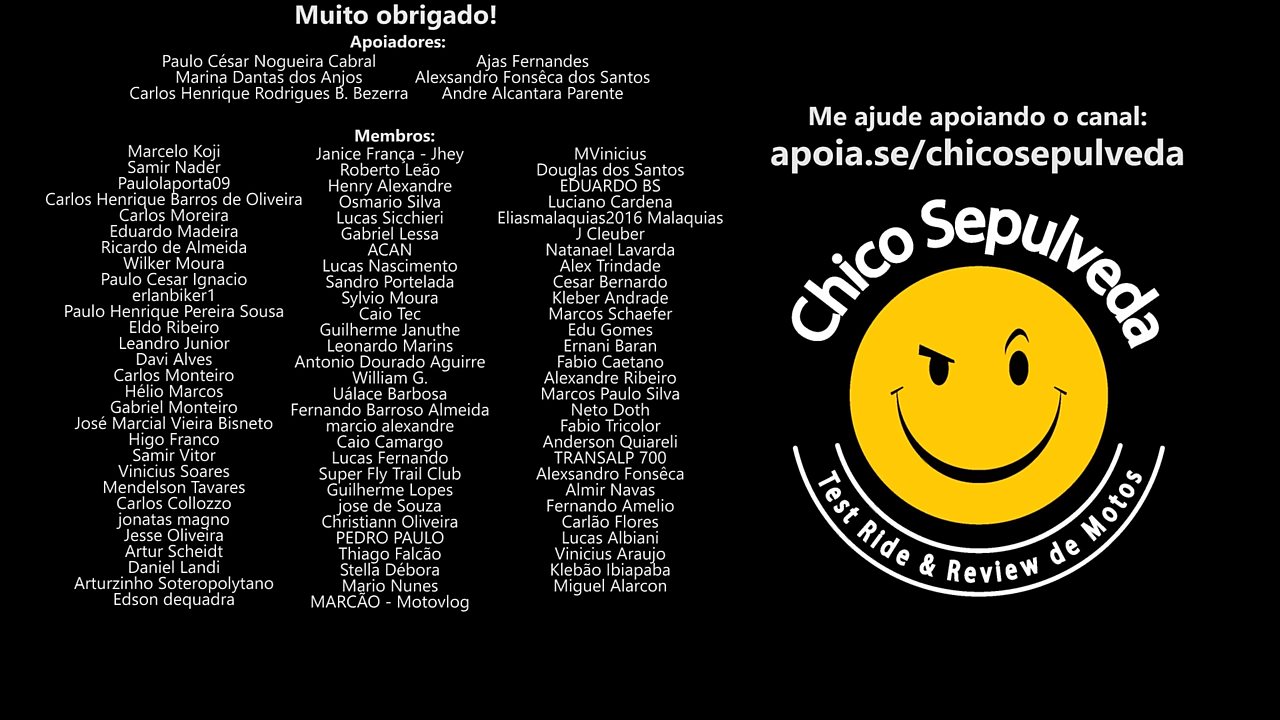 Muito obrigado!
Apoiadores:
Paulo César Nogueira Cabral
Marina Dantas dos Anjos
Carlos Henrique Rodrigues B. Bezerra
Ajas Fernandes
Alexsandro Fonsêca dos Santos
Andre Alcantara Parente
Membros:
Marcelo Koji
Samir Nader
Paulolaporta09
Carlos Henrique Barros de Oliveira
Carlos Moreira
Eduardo Madeira
Ricardo de Almeida
Wilker Moura
Paulo Cesar Ignacio
erlanbiker1
Paulo Henrique Pereira Sousa
Eldo Ribeiro
Leandro Junior
Davi Alves
Carlos Monteiro
Hélio Marcos
Gabriel Monteiro
José Marcial Vieira Bisneto
Higo Franco
Samir Vitor
Vinicius Soares
Mendelson Tavares
Carlos Collozzo
jonatas magno
Jesse Oliveira
Artur Scheidt
Daniel Landi
Arturzinho Soteropolytano
Edson dequadra
Janice França - Jhey
Roberto Leão
Henry Alexandre
Osmario Silva
Lucas Sicchieri
Gabriel Lessa
ACAN
Lucas Nascimento
Sandro Portelada
Sylvio Moura
Caio Tec
Guilherme Januthe
Leonardo Marins
Antonio Dourado Aguirre
William G.
Uálace Barbosa
Fernando Barroso Almeida
marcio alexandre
Caio Camargo
Lucas Fernando
Super Fly Trail Club
Guilherme Lopes
jose de Souza
Christiann Oliveira
PEDRO PAULO
Thiago Falcão
Stella Débora
Mario Nunes
MARCÃO - Motovlog
MVinicius
Douglas dos Santos
EDUARDO BS
Luciano Cardena
Eliasmalaquias2016 Malaquias
J Cleuber
Natanael Lavarda
Alex Trindade
Cesar Bernardo
Kleber Andrade
Marcos Schaefer
Edu Gomes
Ernani Baran
Fabio Caetano
Alexandre Ribeiro
Marcos Paulo Silva
Neto Doth
Fabio Tricolor
Anderson Quiareli
TRANSALP 700
Alexsandro Fonsêca
Almir Navas
Fernando Amelio
Carlão Flores
Lucas Albiani
Vinicius Araujo
Klebão Ibiapaba
Miguel Alarcon
Me ajude apoiando o canal:
apoia.se/chicosepulveda
Chico Sepulveda
Test Ride & Review de Motos